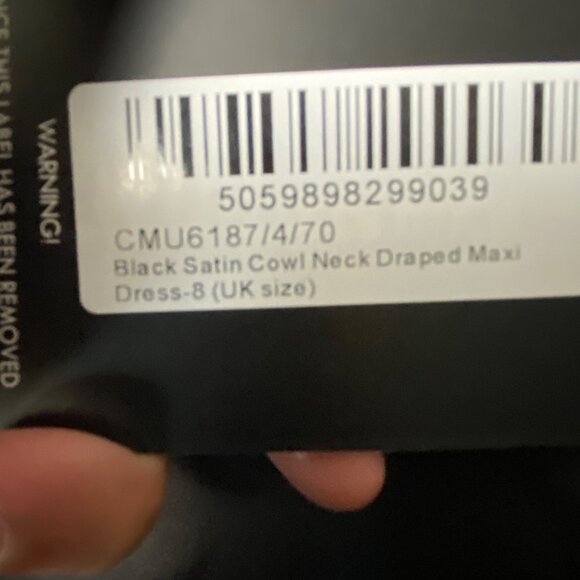 5059898299039
CMU6187/4/70
Black Satin Cowl Neck Draped Maxi
Dress-8 (UK size)
WARNING!
THIS LABEL HAS BEEN REMOVED